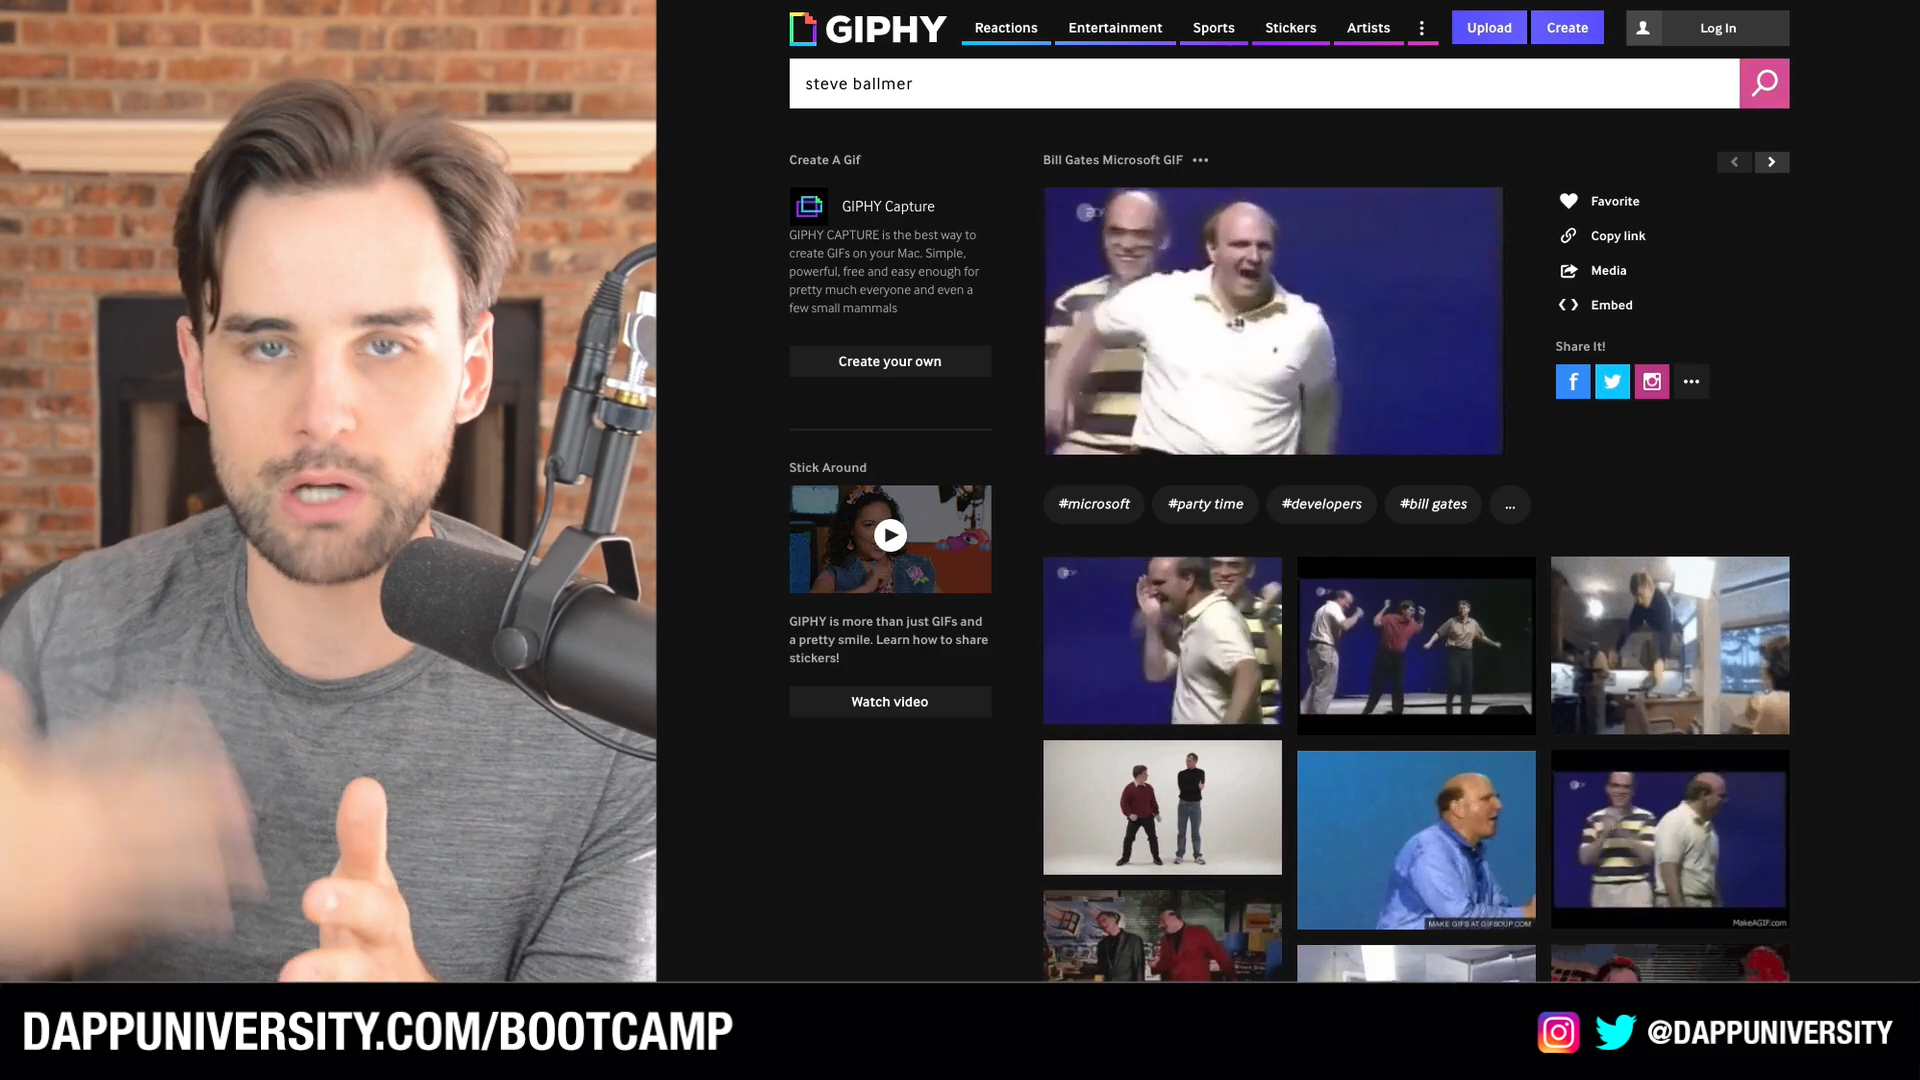 GIPHY
Reactions
Entertainment
Sports
Stickers
Artists
Upload
Create
Log In
steve ballmer
Create A Gif
GIPHY Capture
GIPHY CAPTURE is the best way to
create GIFs on your Mac. Simple,
powerful, free and easy enough for
pretty much everyone and even a
few small mammals
Create your own
Stick Around
GIPHY is more than just GIFs and
a pretty smile. Learn how to share
stickers!
Watch video
Bill Gates Microsoft GIF •••
ZDF
Favorite
Copy link
Media
Embed
Share It!
#microsoft
#party time
#developers
#bill gates
...
MAKE GIFS AT GIFSOUP.COM
MakeAGIF.com
DAPPUNIVERSITY.COM/BOOTCAMP
@DAPPUNIVERSITY